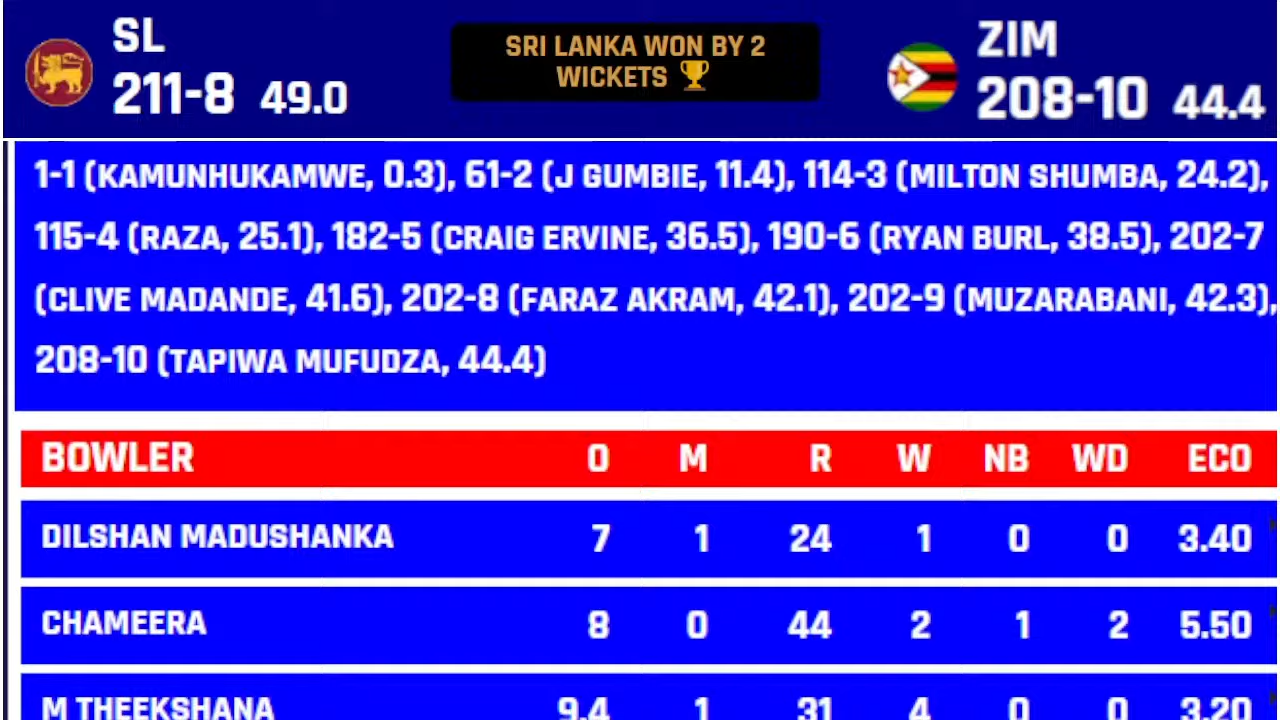 SL
211-8 49.0
SRI LANKA WON BY 2
WICKETS 🏆
ZIM
208-10 44.4
1-1 (KAMUNHUKAMWE, 0.3), 61-2 (J GUMBIE, 11.4), 114-3 (MILTON SHUMBA, 24.2),
115-4 (RAZA, 25.1), 182-5 (CRAIG ERVINE, 36.5), 190-6 (RYAN BURL, 38.5), 202-7
(CLIVE MADANDE, 41.6), 202-8 (FARAZ AKRAM, 42.1), 202-9 (MUZARABANI, 42.3),
208-10 (TAPIWA MUFUDZA, 44.4)
BOWLER O M R W NB WD ECO
DILSHAN MADUSHANKA 7 1 24 1 0 0 3.40
CHAMEERA 8 0 44 2 1 2 5.50
M THEEKSHANA 9.4 1 31 4 0 0 3.20